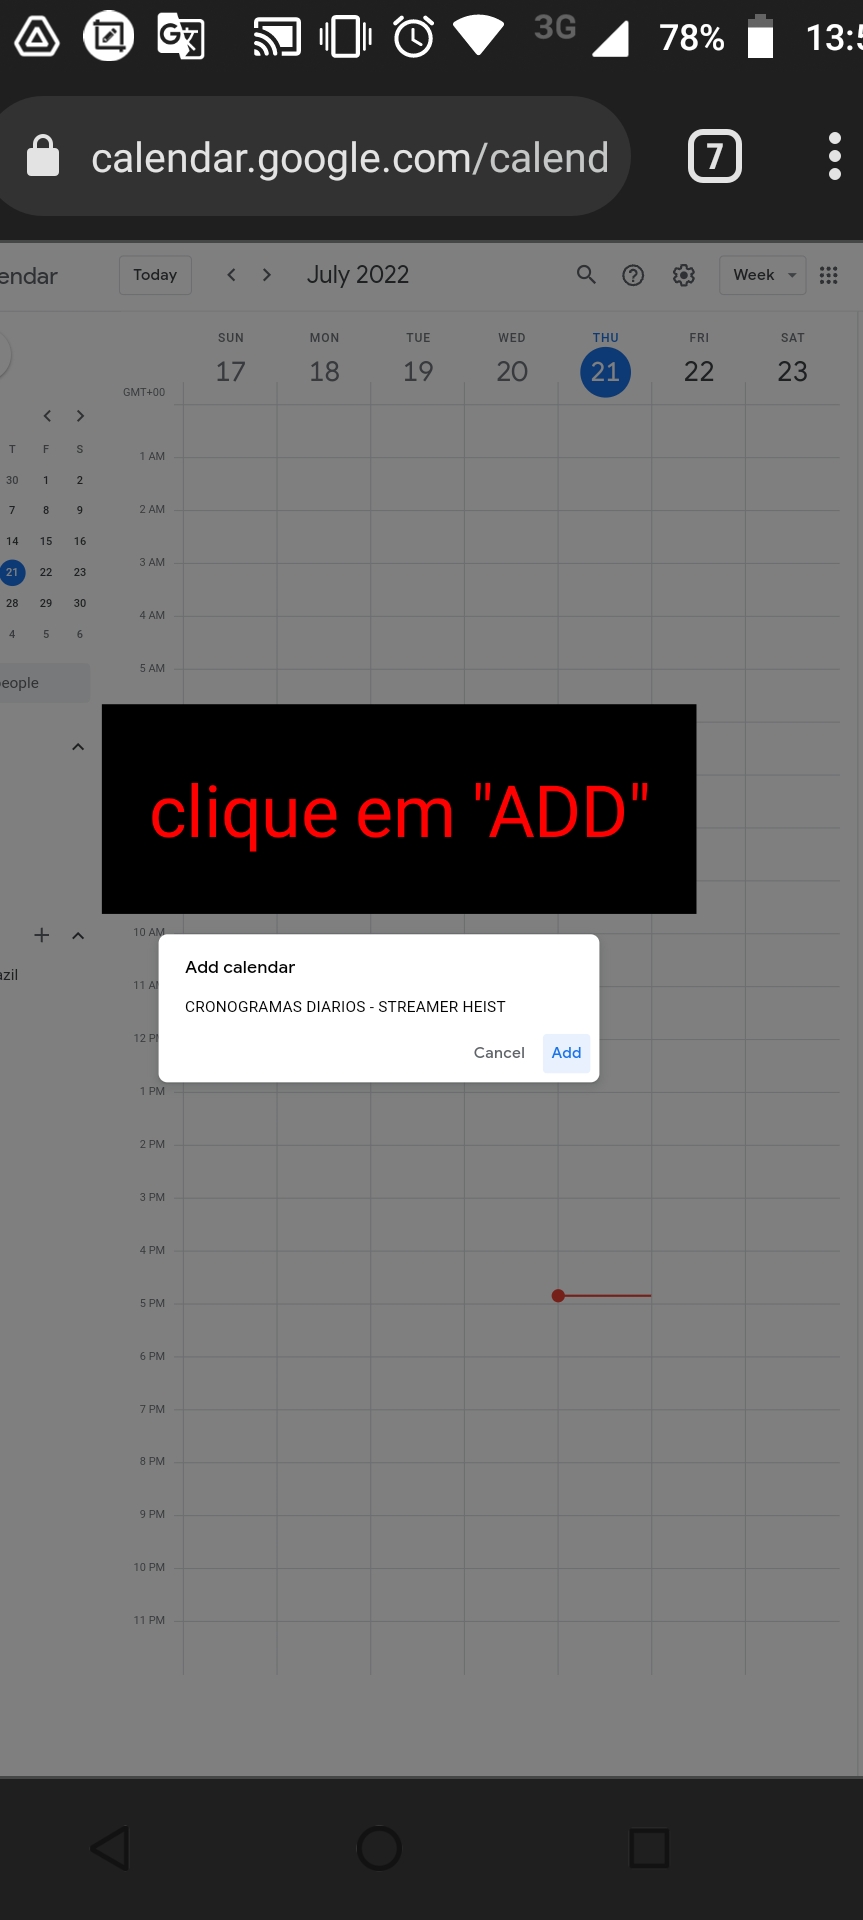 3G 78% 13:5
calendar.google.com/calend 7
endar Today July 2022 Week
SUN MON TUE WED THU FRI SAT
17 18 19 20 21 22 23
GMT+00
T F S
30 1 2
7 8 9
14 15 16
21 22 23
28 29 30
4 5 6
1 AM
2 AM
3 AM
4 AM
5 AM
eople
clique em "ADD"
10 AM
azil
11 AM
12 PM
Add calendar
CRONOGRAMAS DIARIOS - STREAMER HEIST
Cancel Add
1 PM
2 PM
3 PM
4 PM
5 PM
6 PM
7 PM
8 PM
9 PM
10 PM
11 PM